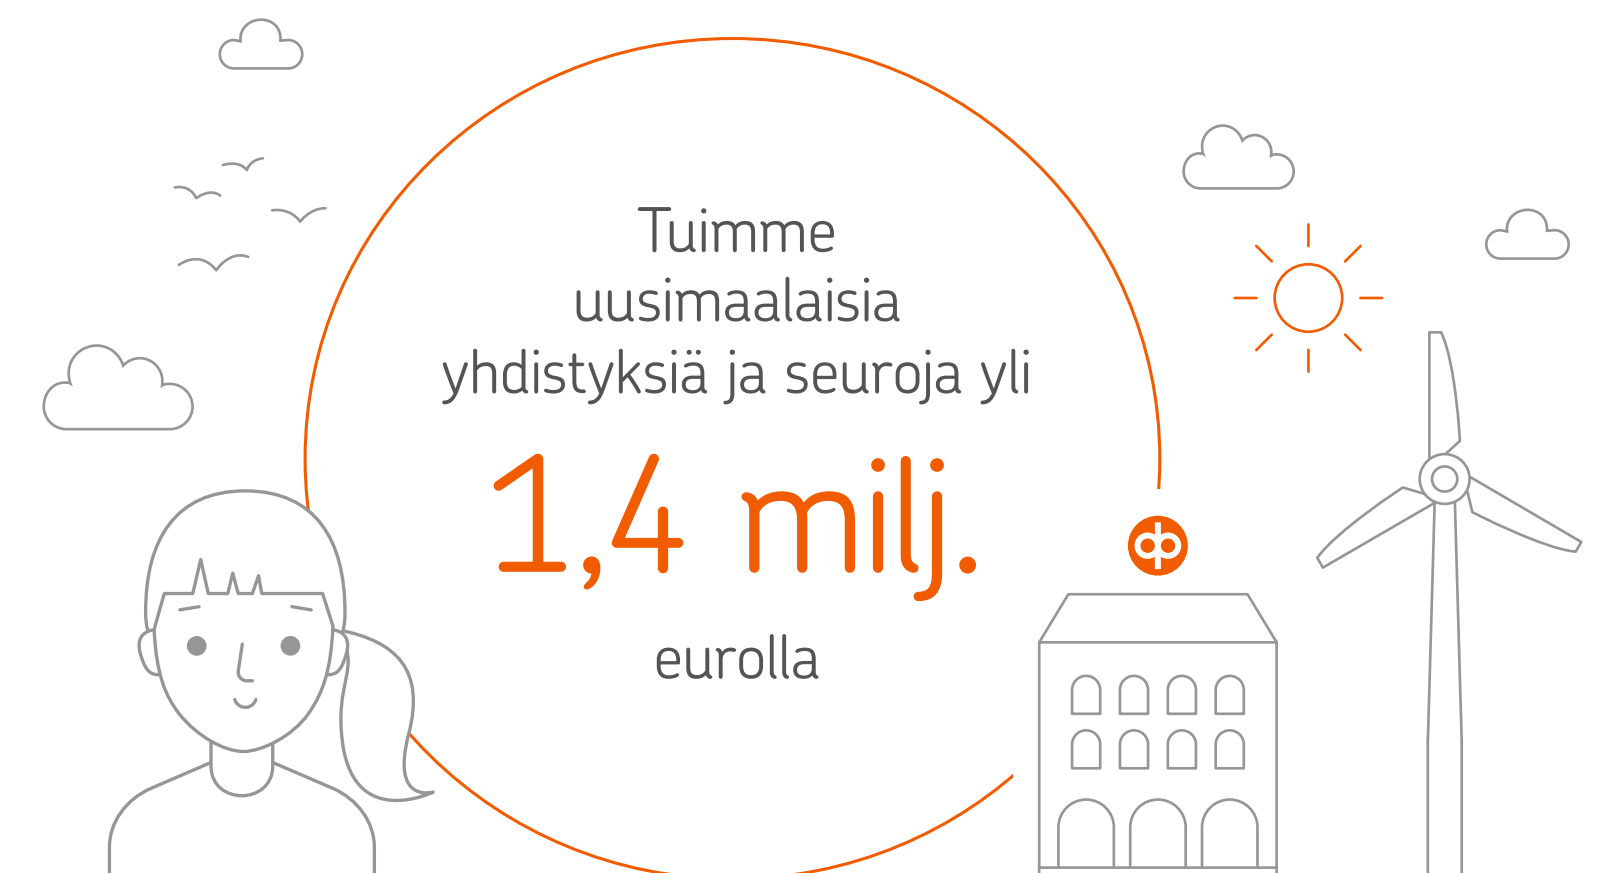 Tuimme
uusimaalaisia
yhdistyksiä ja seuroja yli
1,4 milj.
eurolla